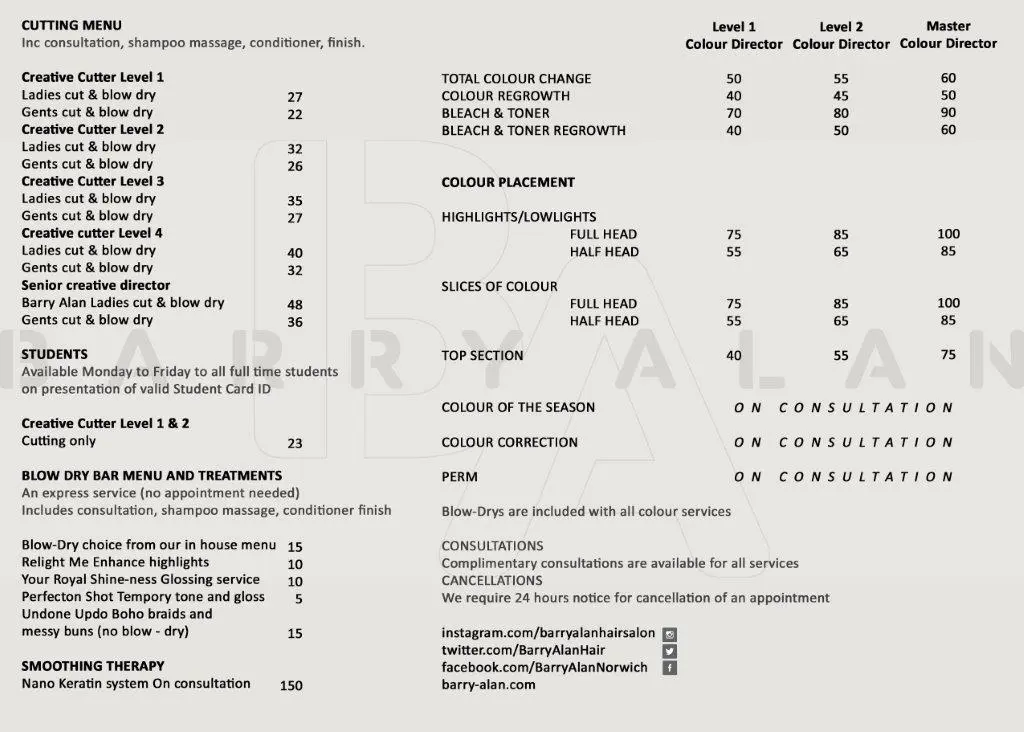 CUTTING MENU
Inc consultation, shampoo massage, conditioner, finish.
Creative Cutter Level 1
Ladies cut & blow dry 27
Gents cut & blow dry 22
Creative Cutter Level 2
Ladies cut & blow dry 32
Gents cut & blow dry 26
Creative Cutter Level 3
Ladies cut & blow dry 35
Gents cut & blow dry 27
Creative cutter Level 4
Ladies cut & blow dry 40
Gents cut & blow dry 32
Senior creative director
Barry Alan Ladies cut & blow dry 48
Gents cut & blow dry 36
STUDENTS
Available Monday to Friday to all full time students
on presentation of valid Student Card ID
Creative Cutter Level 1 & 2
Cutting only 23
BLOW DRY BAR MENU AND TREATMENTS
An express service (no appointment needed)
Includes consultation, shampoo massage, conditioner finish
Blow-Dry choice from our in house menu 15
Relight Me Enhance highlights 10
Your Royal Shine-ness Glossing service 10
Perfecton Shot Tempory tone and gloss 5
Undone Updo Boho braids and
messy buns (no blow - dry) 15
SMOOTHING THERAPY
Nano Keratin system On consultation 150
Level 1 Level 2 Master
Colour Director Colour Director Colour Director
TOTAL COLOUR CHANGE 50 55 60
COLOUR REGROWTH 40 45 50
BLEACH & TONER 70 80 90
BLEACH & TONER REGROWTH 40 50 60
COLOUR PLACEMENT
HIGHLIGHTS/LOWLIGHTS
FULL HEAD 75 85 100
HALF HEAD 55 65 85
SLICES OF COLOUR
FULL HEAD 75 85 100
HALF HEAD 55 65 85
TOP SECTION 40 55 75
COLOUR OF THE SEASON ON CONSULTATION
COLOUR CORRECTION ON CONSULTATION
PERM ON CONSULTATION
Blow-Drys are included with all colour services
CONSULTATIONS
Complimentary consultations are available for all services
CANCELLATIONS
We require 24 hours notice for cancellation of an appointment
instagram.com/barryalanhairsalon
twitter.com/BarryAlanHair
facebook.com/BarryAlanNorwich
barry-alan.com
BA
BARRY ALAN